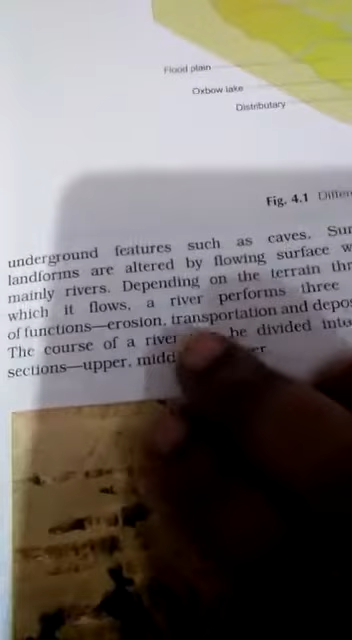 Flood plain
Oxbow lake
Distributary
Fig. 4.1
underground features such as caves.
landforms are altered by flowing surface
mainly rivers. Depending on the terrain
which it flows, a river performs three
of functions—erosion, transportation and
The course of a river be divided
sections—upper,